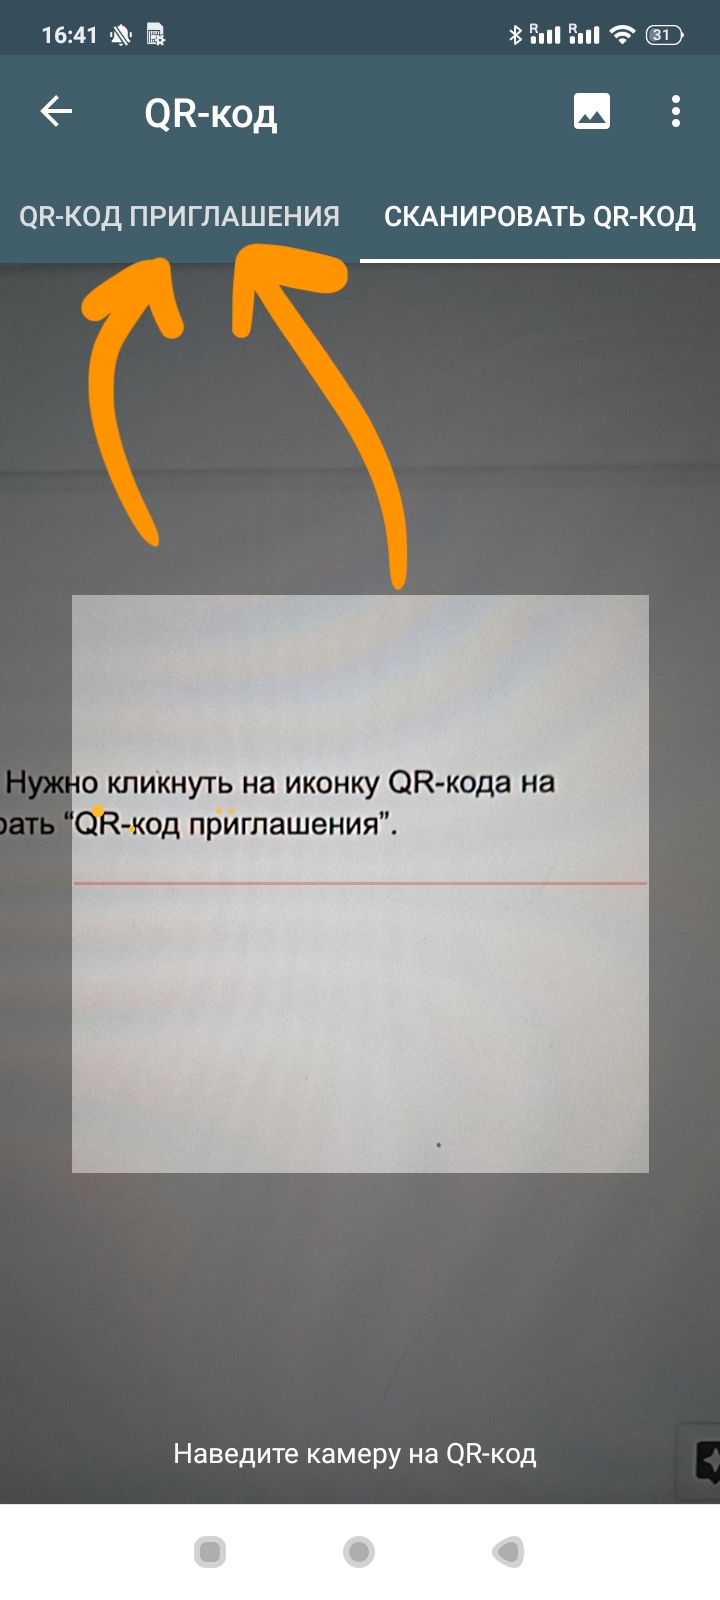 16:41
R R 31
QR-код
QR-КОД ПРИГЛАШЕНИЯ СКАНИРОВАТЬ QR-КОД
Нужно кликнуть на иконку QR-кода на
рать “QR-код приглашения”.
Наведите камеру на QR-код